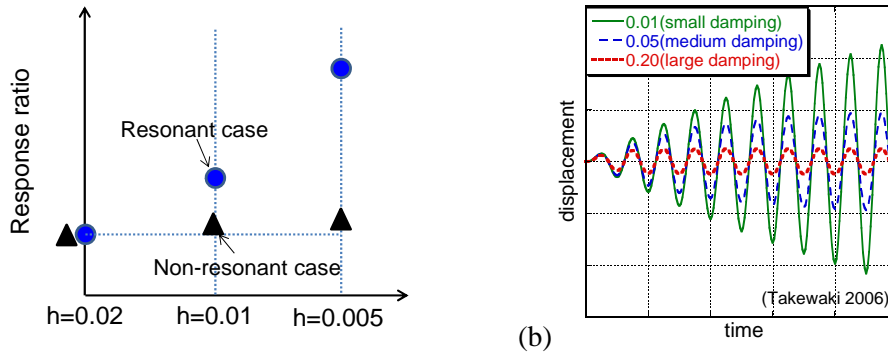 Response ratio
Resonant case
Non-resonant case
h=0.02
h=0.01
h=0.005
(b)
0.01(small damping)
0.05(medium damping)
0.20(large damping)
displacement
(Takewaki 2006)
time